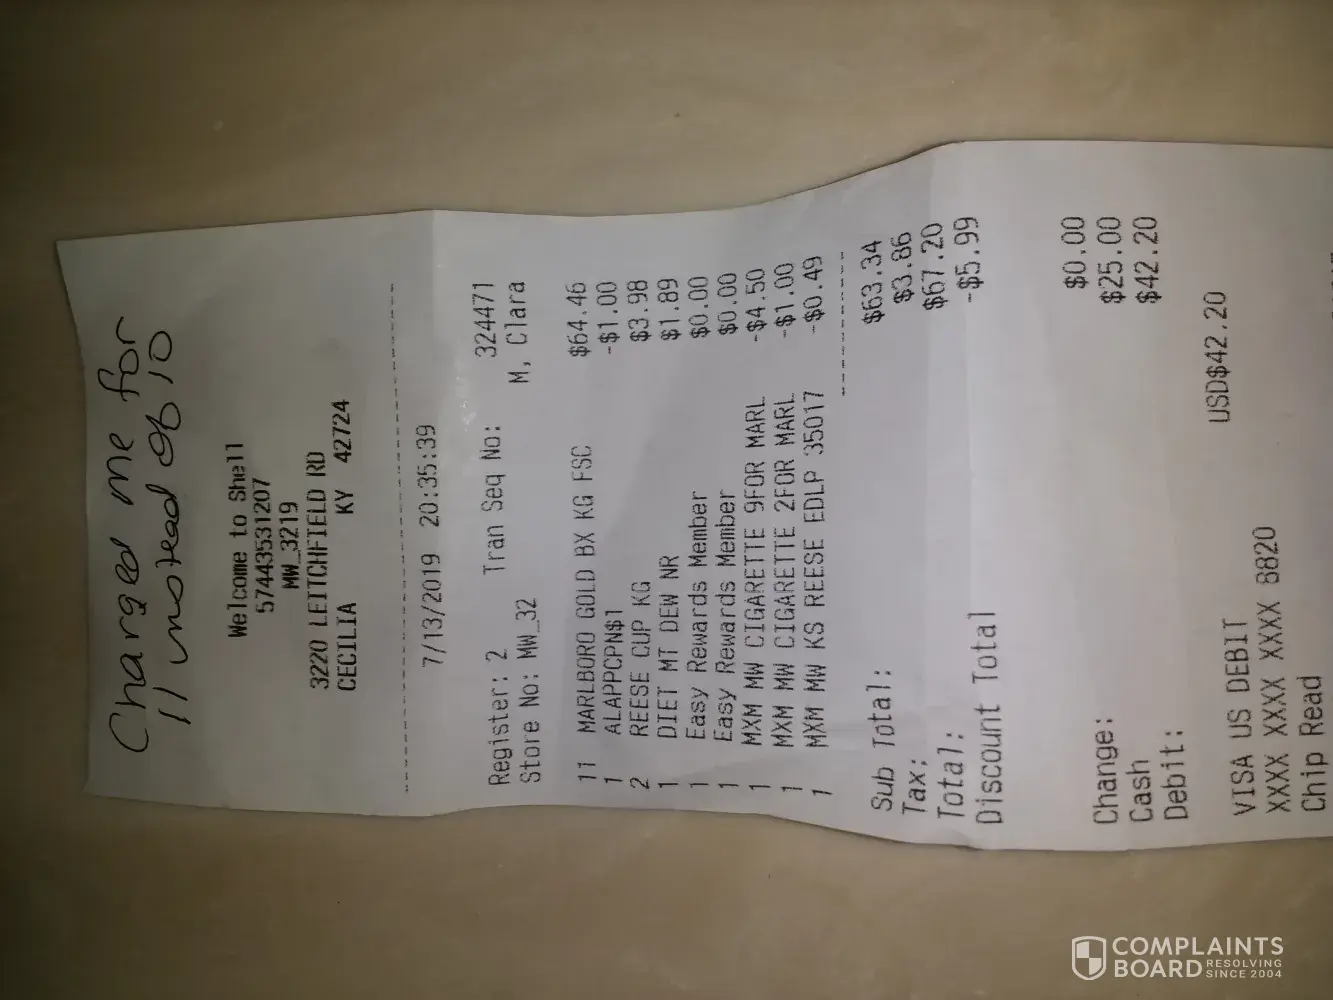 Charged me for
11 instead of 10
Welcome to Shell
57443531207
MW_3219
3220 LEITCHFIELD RD
CECILIA KY 42724
7/13/2019 20:35:39
Register: 2 Tran Seq No: 324471
Store No: MW_32 M, Clara
11 MARLBORO GOLD BX KG FSC $64.46
1 ALAPPCPN$1 -$1.00
2 REESE CUP KG $3.98
1 DIET MT DEW NR $1.89
1 Easy Rewards Member $0.00
1 Easy Rewards Member $0.00
1 MXM MW CIGARETTE 9FOR MARL -$4.50
1 MXM MW CIGARETTE 2FOR MARL -$1.00
1 MXM MW KS REESE EDLP 35017 -$0.49
Sub Total: $63.34
Tax: $3.86
Total: $67.20
Discount Total -$5.99
Change: $0.00
Cash $25.00
Debit: $42.20
VISA US DEBIT USD$42.20
XXXX XXXX XXXX 8820
Chip Read
COMPLAINTS
BOARD RESOLVING
SINCE 2004